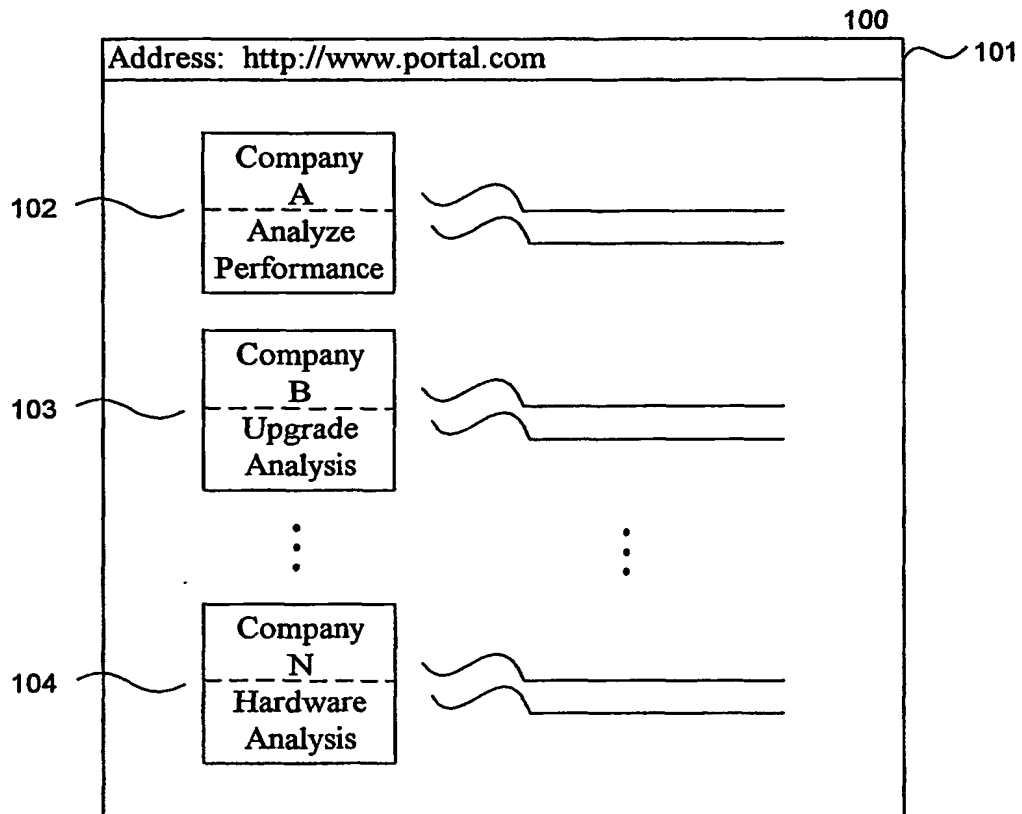 100
Address: http://www.portal.com
101
Company
A
102
Analyze
Performance
Company
B
103
Upgrade
Analysis
Company
N
104
Hardware
Analysis